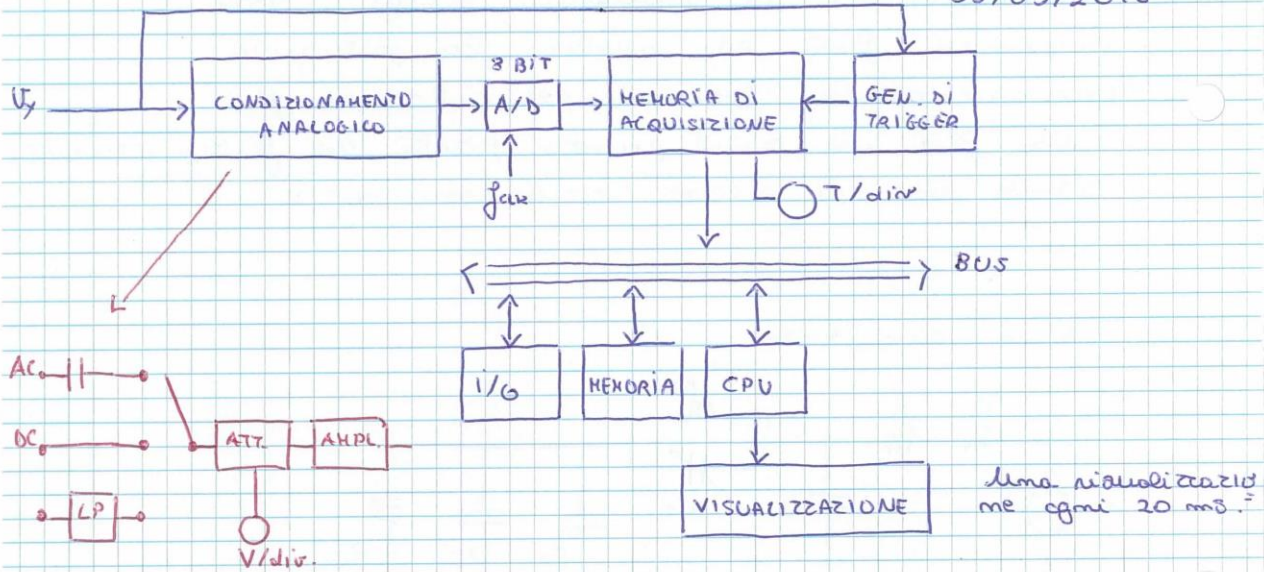 8 BIT
Vy
CONDIZIONAMENTO
ANALOGICO
A/D
MEMORIA DI
ACQUISIZIONE
GEN. DI
TRIGGER
T/div
BUS
AC
DC
ATT.
AMPL.
LP
V/div.
I/O
MEMORIA
CPU
VISUALIZZAZIONE
Una visualizzazio
ne ogni 20 ms.